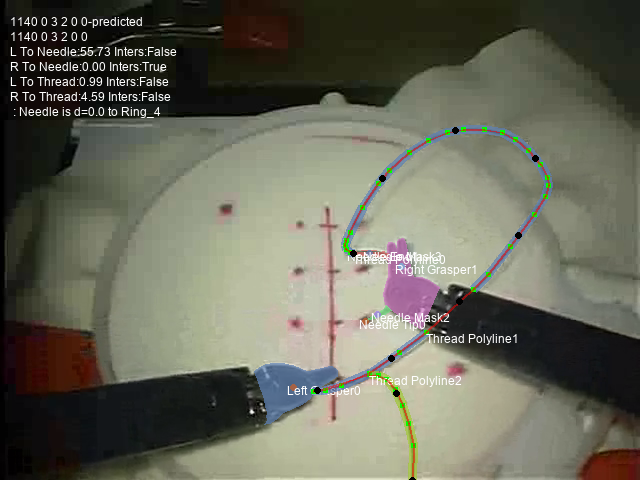 1140 0 3 2 0 0-predicted
1140 0 3 2 0 0
L To Needle:55.73 Inters:False
R To Needle:0.00 Inters:True
L To Thread:0.99 Inters:False
R To Thread:4.59 Inters:False
: Needle is d=0.0 to Ring_4
Thread Polyline0
Right Grasper1
Needle Mask2
Needle Tip0
Thread Polyline1
Thread Polyline2
Left Grasper0